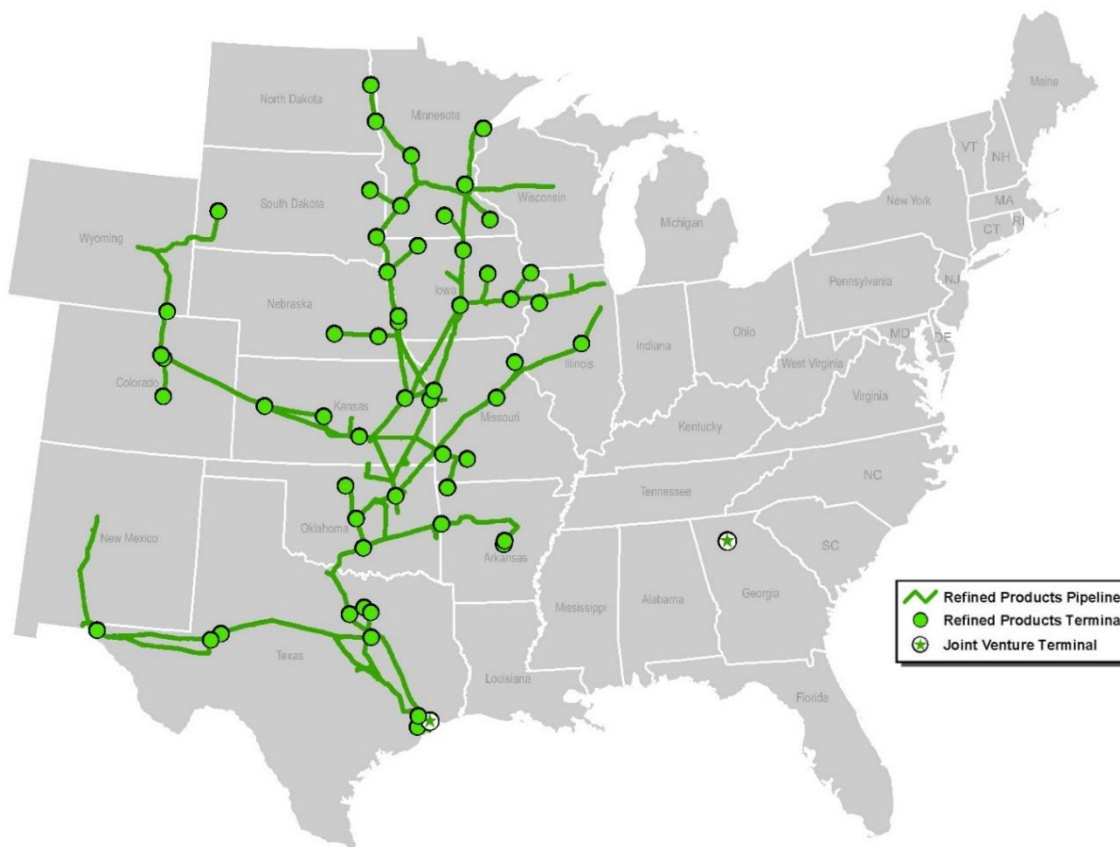 Maine
North Dakota
Minnesota
VT
NH
South Dakota
Wisconsin
New York
MA
Michigan
CT
RI
Wyoming
Iowa
Pennsylvania
NJ
Nebraska
Ohio
MD
DE
Illinois
Indiana
West Virginia
Colorado
Kansas
Missouri
Virginia
Kentucky
NC
Tennessee
Oklahoma
New Mexico
Arkansas
SC
Mississippi
Alabama
Georgia
Texas
Louisiana
Florida
Refined Products Pipeline
Refined Products Termina
Joint Venture Terminal